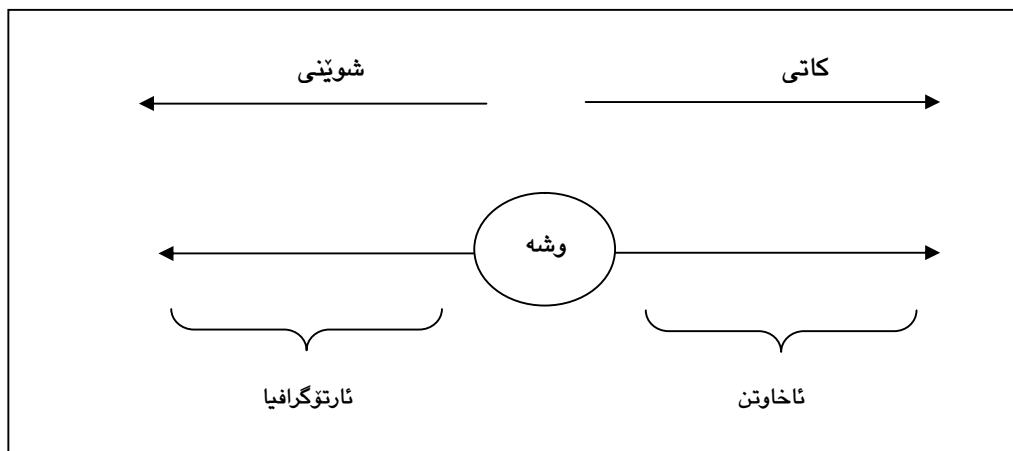 کاتی
شوێنی
وشە
ئاخاوتن
ئارتۆگرافیا